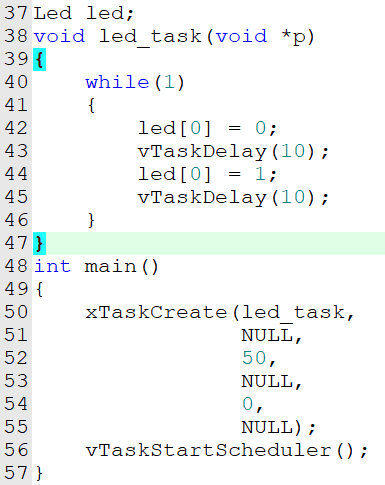 37 Led led;
38 void led_task(void *p)
39 {
40     while(1)
41     {
42         led[0] = 0;
43         vTaskDelay(10);
44         led[0] = 1;
45         vTaskDelay(10);
46     }
47 }
48 int main()
49 {
50     xTaskCreate(led_task,
51                 NULL,
52                 50,
53                 NULL,
54                 0,
55                 NULL);
56     vTaskStartScheduler();
57 }